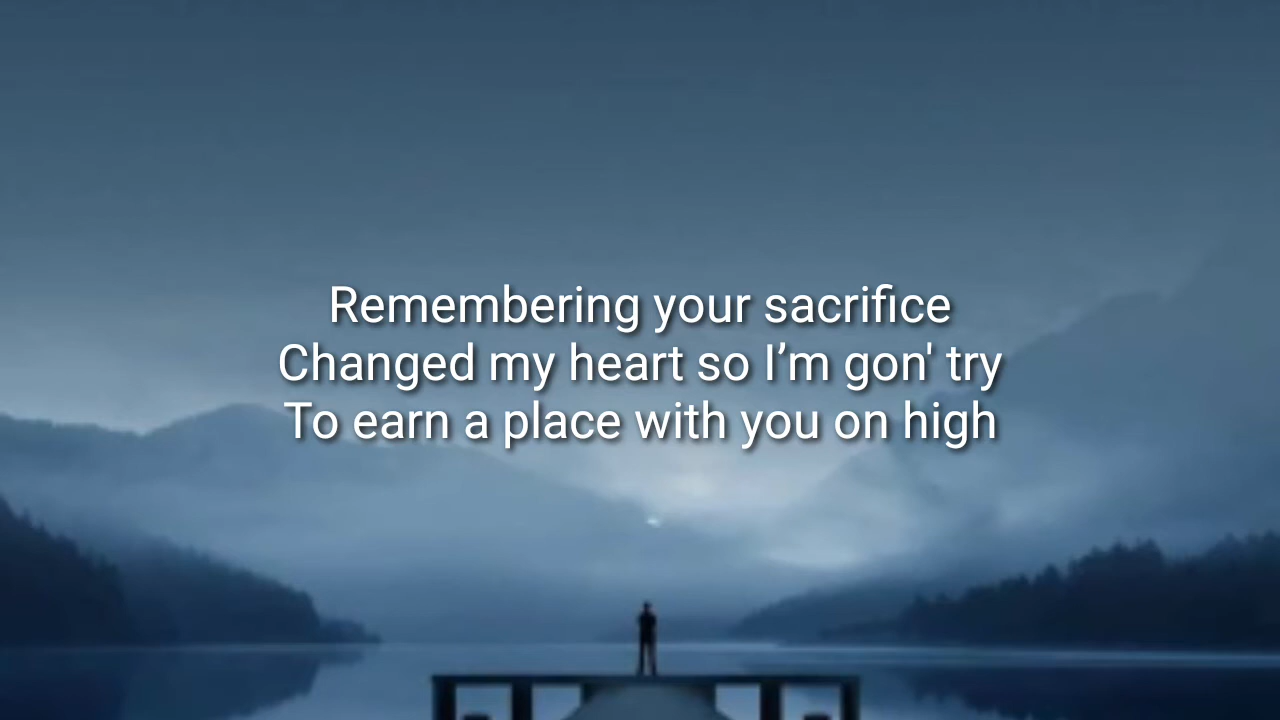 Remembering your sacrifice
Changed my heart so I’m gon' try
To earn a place with you on high